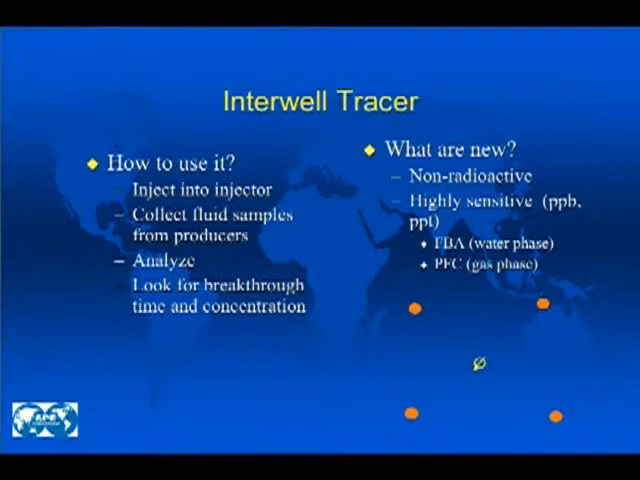 Interwell Tracer
How to use it?
– Inject into injector
– Collect fluid samples
from producers
– Analyze
– Look for breakthrough
time and concentration
What are new?
– Non-radioactive
– Highly sensitive (ppb,
ppt)
FBA (water phase)
PFC (gas phase)